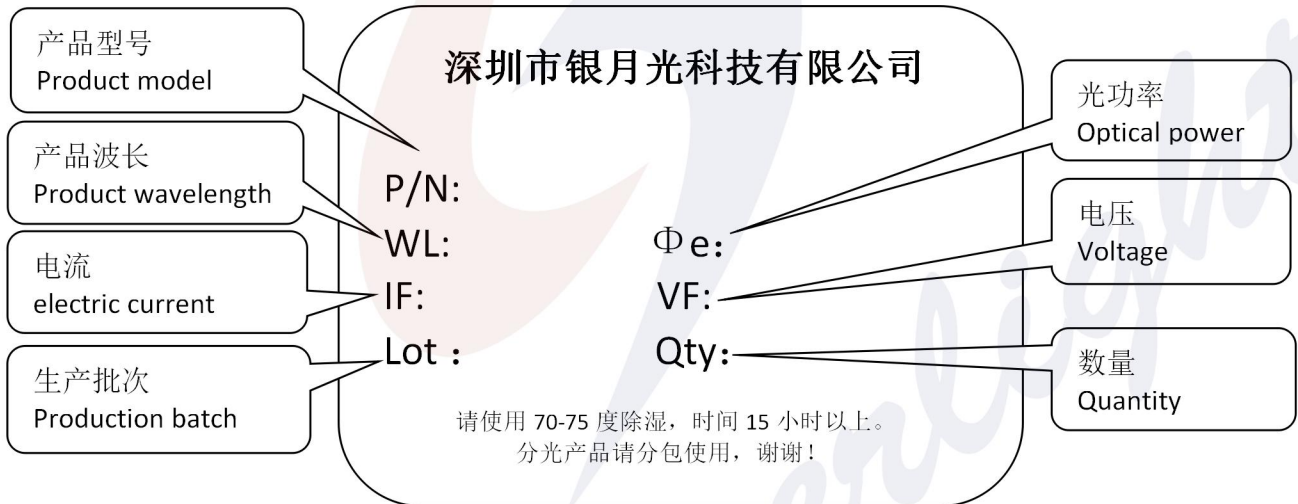 产品型号
Product model
产品波长
Product wavelength
电流
electric current
生产批次
Production batch
深圳市银月光科技有限公司
P/N:
WL:
Φe:
IF:
VF:
Lot：
Qty:
请使用 70-75 度除湿，时间 15 小时以上。
分光产品请分包使用，谢谢！
光功率
Optical power
电压
Voltage
数量
Quantity
erlight